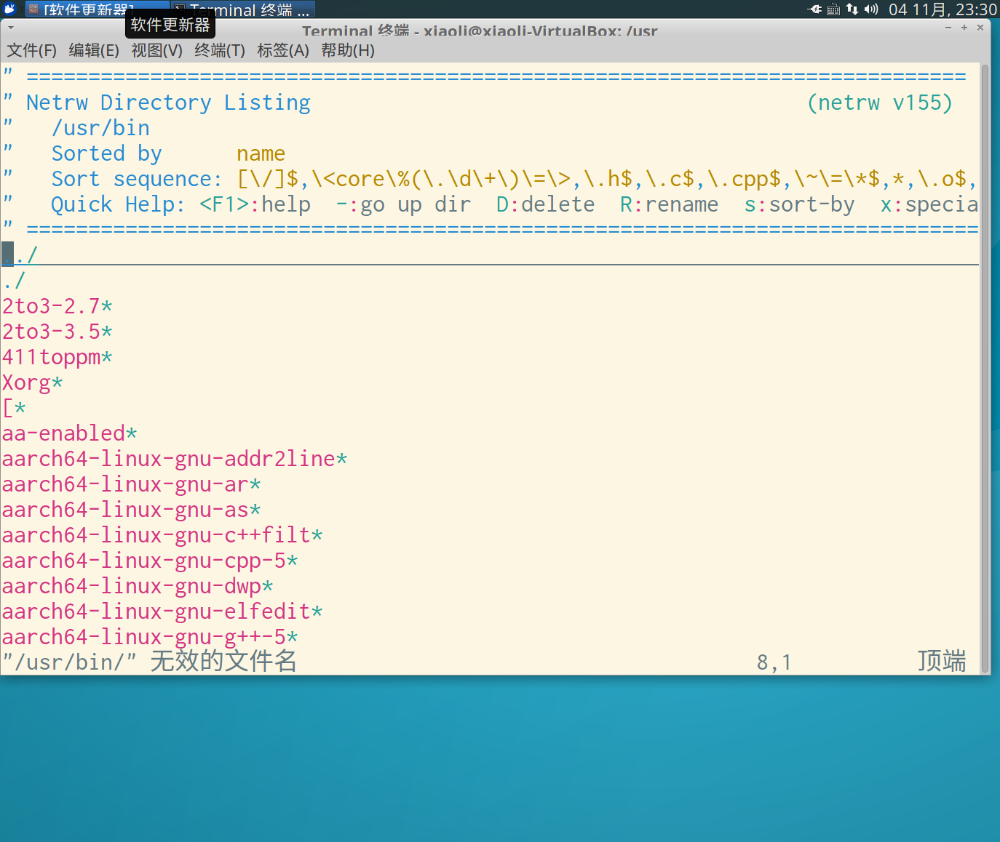 [软件更新器]
Terminal 终端 ...
04 11月, 23:30
软件更新器
Terminal 终端 - xiaoli@xiaoli-VirtualBox: /usr
文件(F) 编辑(E) 视图(V) 终端(T) 标签(A) 帮助(H)
" ============================================================================
" Netrw Directory Listing (netrw v155)
" /usr/bin
" Sorted by name
" Sort sequence: [\/]$,\<core\%(\.\d\+\)\=\>,\.h$,\.c$,\.cpp$,\~\=\*$,*,\.o$,
" Quick Help: <F1>:help -:go up dir D:delete R:rename s:sort-by x:specia
" =============================================================================
../
./
2to3-2.7*
2to3-3.5*
411toppm*
Xorg*
[*
aa-enabled*
aarch64-linux-gnu-addr2line*
aarch64-linux-gnu-ar*
aarch64-linux-gnu-as*
aarch64-linux-gnu-c++filt*
aarch64-linux-gnu-cpp-5*
aarch64-linux-gnu-dwp*
aarch64-linux-gnu-elfedit*
aarch64-linux-gnu-g++-5*
"/usr/bin/" 无效的文件名 8,1 顶端